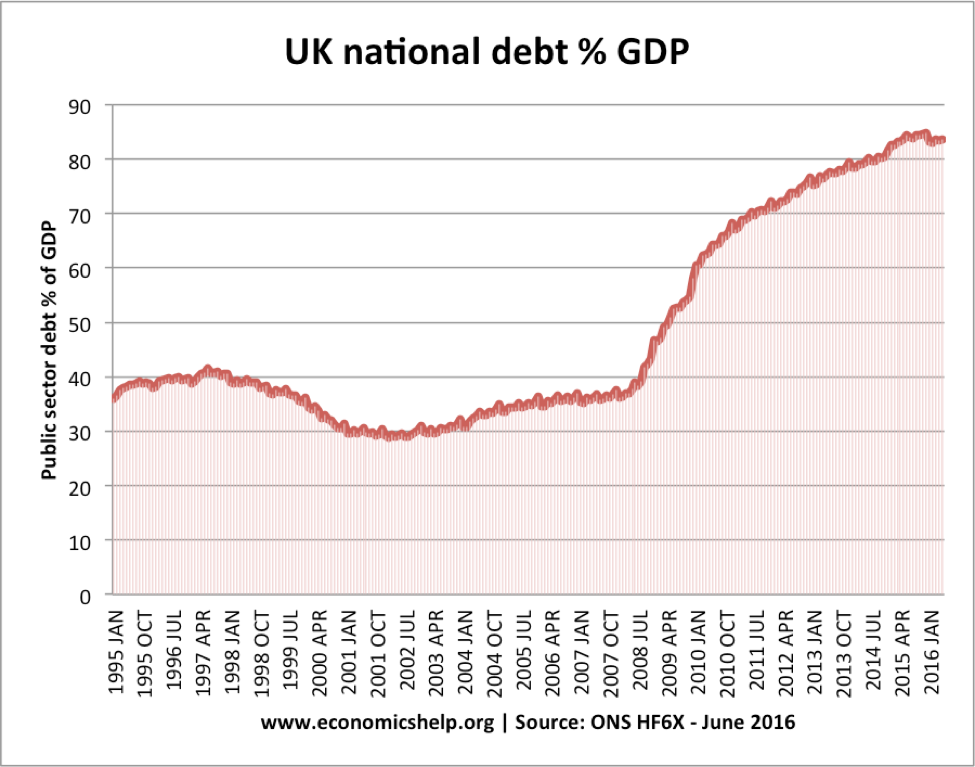 UK national debt % GDP
Public sector debt % of GDP
90
80
70
60
50
40
30
20
10
0
1995 JAN
1995 OCT
1996 JUL
1997 APR
1998 JAN
1998 OCT
1999 JUL
2000 APR
2001 JAN
2001 OCT
2002 JUL
2003 APR
2004 JAN
2004 OCT
2005 JUL
2006 APR
2007 JAN
2007 OCT
2008 JUL
2009 APR
2010 JAN
2010 OCT
2011 JUL
2012 APR
2013 JAN
2013 OCT
2014 JUL
2015 APR
2016 JAN
www.economicshelp.org | Source: ONS HF6X - June 2016